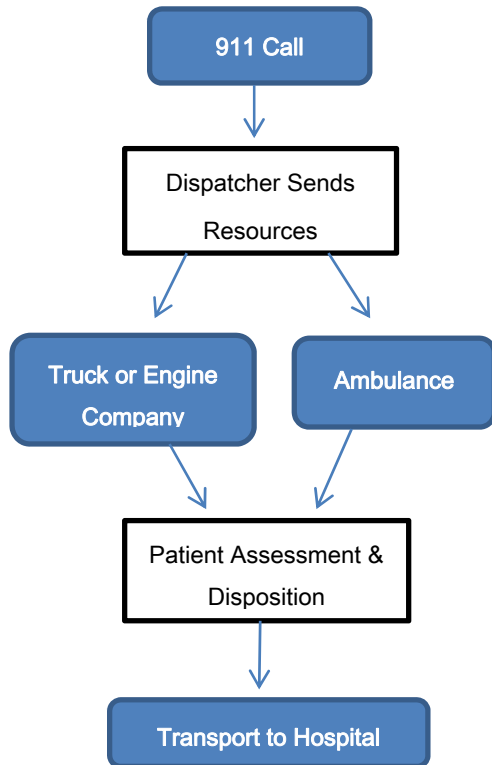 911 Call
Dispatcher Sends
Resources
Truck or Engine
Company
Ambulance
Patient Assessment &
Disposition
Transport to Hospital